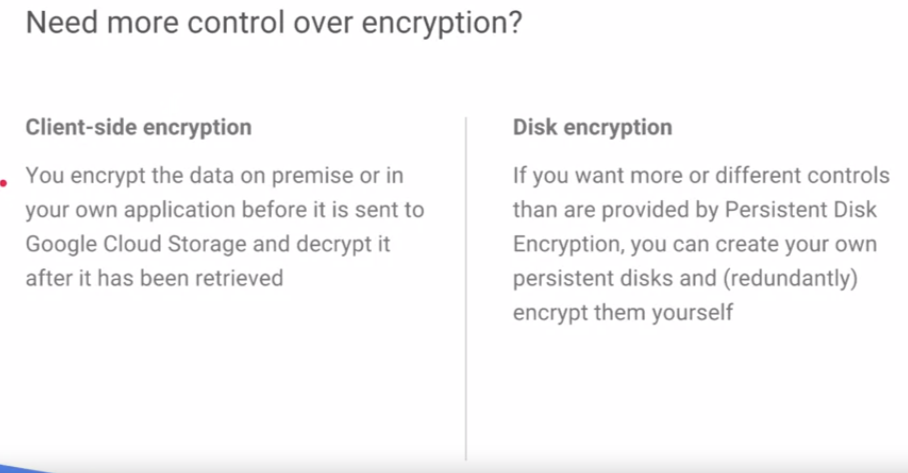 Need more control over encryption?
Client-side encryption
You encrypt the data on premise or in
your own application before it is sent to
Google Cloud Storage and decrypt it
after it has been retrieved
Disk encryption
If you want more or different controls
than are provided by Persistent Disk
Encryption, you can create your own
persistent disks and (redundantly)
encrypt them yourself